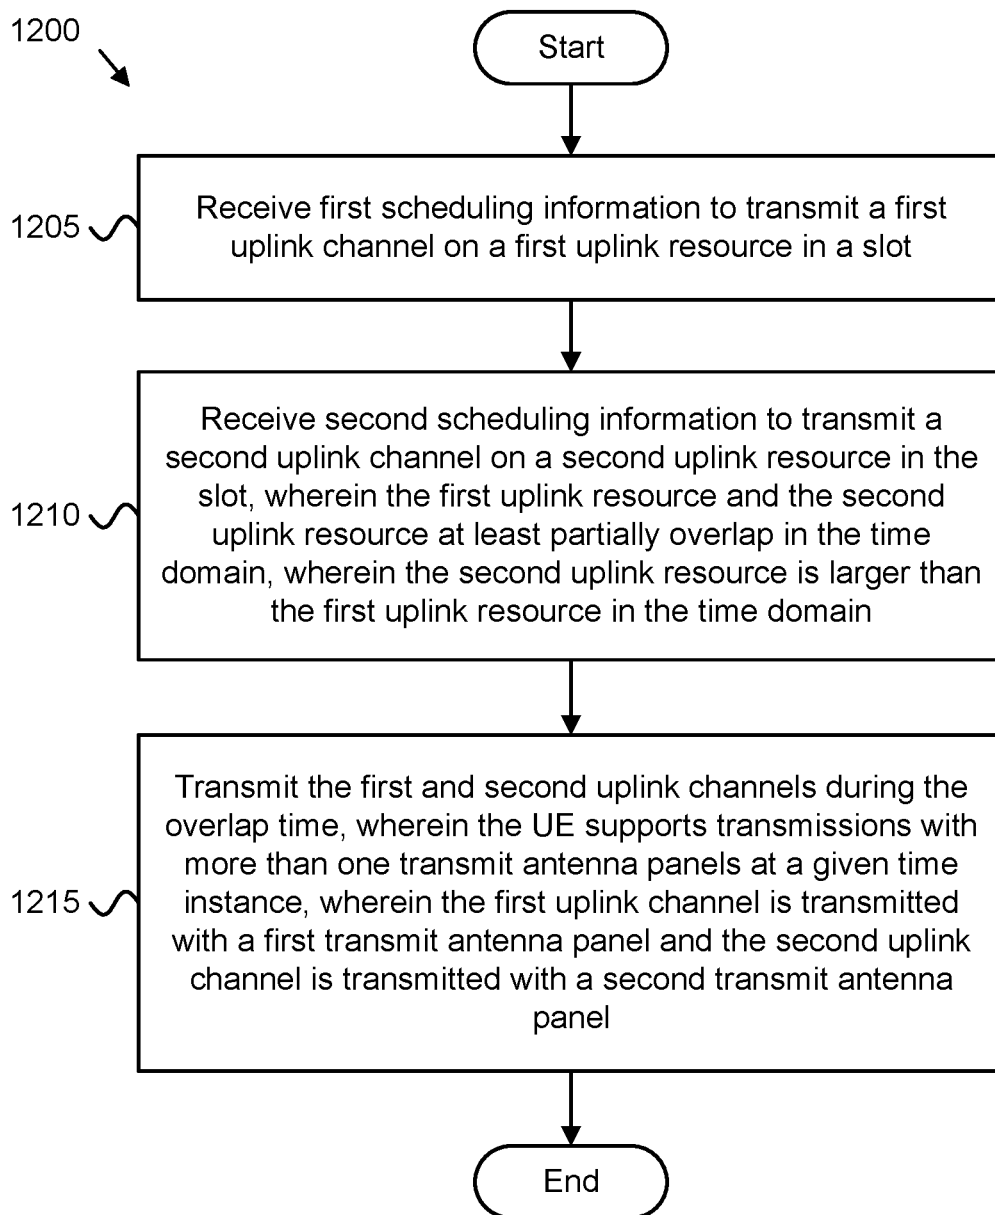 1200
Start
1205
Receive first scheduling information to transmit a first
uplink channel on a first uplink resource in a slot
1210
Receive second scheduling information to transmit a
second uplink channel on a second uplink resource in the
slot, wherein the first uplink resource and the second
uplink resource at least partially overlap in the time
domain, wherein the second uplink resource is larger than
the first uplink resource in the time domain
1215
Transmit the first and second uplink channels during the
overlap time, wherein the UE supports transmissions with
more than one transmit antenna panels at a given time
instance, wherein the first uplink channel is transmitted
with a first transmit antenna panel and the second uplink
channel is transmitted with a second transmit antenna
panel
End